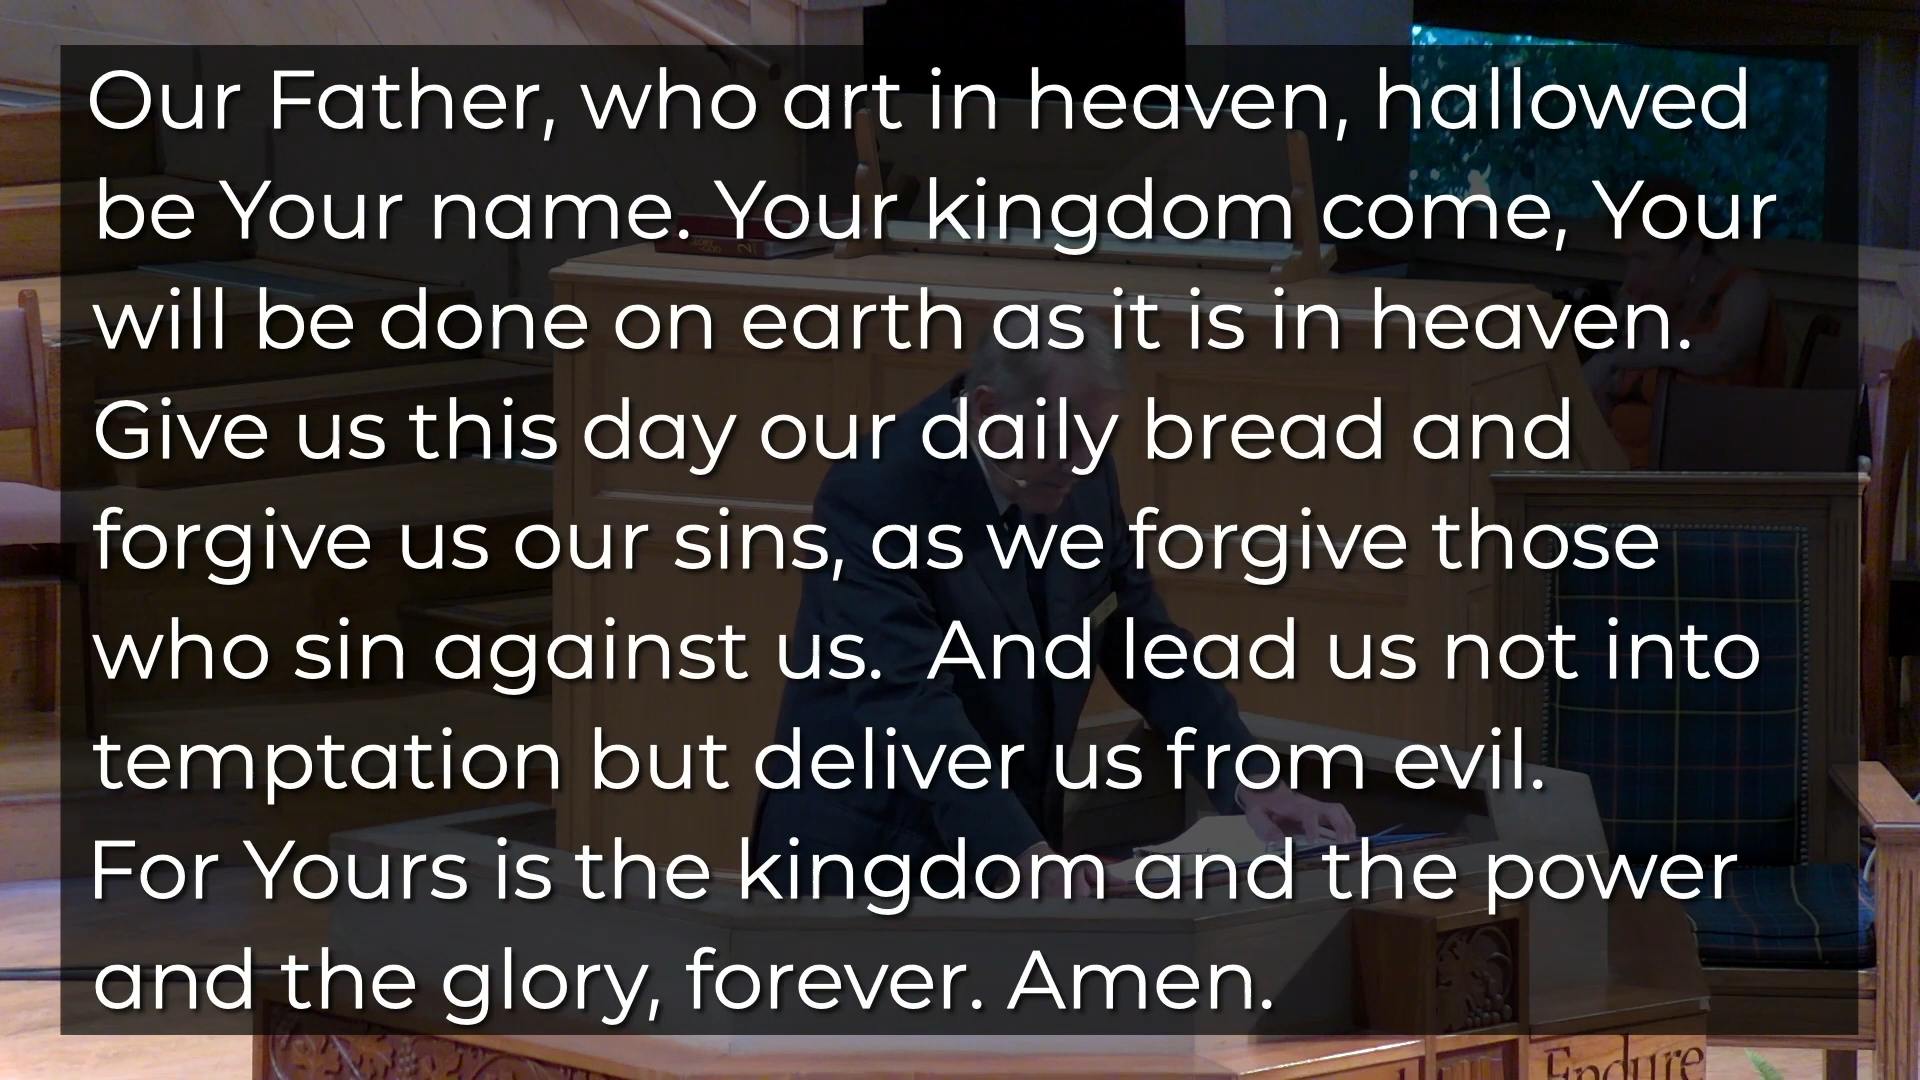 Our Father, who art in heaven, hallowed
be Your name. Your kingdom come, Your
will be done on earth as it is in heaven.
Give us this day our daily bread and
forgive us our sins, as we forgive those
who sin against us.  And lead us not into
temptation but deliver us from evil.
For Yours is the kingdom and the power
and the glory, forever. Amen.
Endure